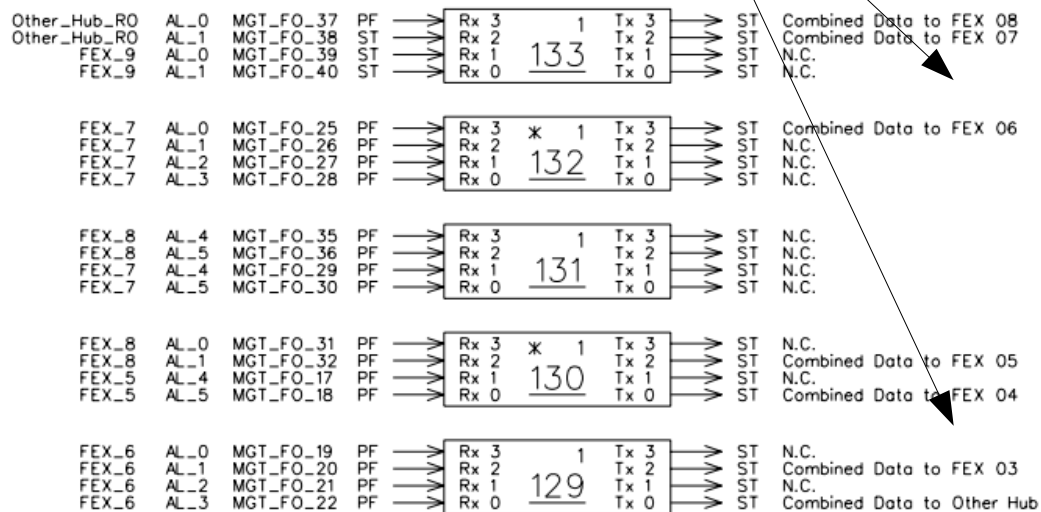 Other_Hub_RO AL_0 MGT_FO_37 PF Rx 3 1 Tx 3 ST Combined Data to FEX 08
Other_Hub_RO AL_1 MGT_FO_38 ST Rx 2 133 Tx 2 ST Combined Data to FEX 07
FEX_9 AL_0 MGT_FO_39 ST Rx 1 Tx 1 ST N.C.
FEX_9 AL_1 MGT_FO_40 ST Rx 0 Tx 0 ST N.C.
FEX_7 AL_0 MGT_FO_25 PF Rx 3 * 1 Tx 3 ST Combined Data to FEX 06
FEX_7 AL_1 MGT_FO_26 PF Rx 2 132 Tx 2 ST N.C.
FEX_7 AL_2 MGT_FO_27 PF Rx 1 Tx 1 ST N.C.
FEX_7 AL_3 MGT_FO_28 PF Rx 0 Tx 0 ST N.C.
FEX_8 AL_4 MGT_FO_35 PF Rx 3 1 Tx 3 ST N.C.
FEX_8 AL_5 MGT_FO_36 PF Rx 2 131 Tx 2 ST N.C.
FEX_7 AL_4 MGT_FO_29 PF Rx 1 Tx 1 ST N.C.
FEX_7 AL_5 MGT_FO_30 PF Rx 0 Tx 0 ST N.C.
FEX_8 AL_0 MGT_FO_31 PF Rx 3 * 1 Tx 3 ST N.C.
FEX_8 AL_1 MGT_FO_32 PF Rx 2 130 Tx 2 ST Combined Data to FEX 05
FEX_5 AL_4 MGT_FO_17 PF Rx 1 Tx 1 ST N.C.
FEX_5 AL_5 MGT_FO_18 PF Rx 0 Tx 0 ST Combined Data to FEX 04
FEX_6 AL_0 MGT_FO_19 PF Rx 3 1 Tx 3 ST N.C.
FEX_6 AL_1 MGT_FO_20 PF Rx 2 129 Tx 2 ST Combined Data to FEX 03
FEX_6 AL_2 MGT_FO_21 PF Rx 1 Tx 1 ST N.C.
FEX_6 AL_3 MGT_FO_22 PF Rx 0 Tx 0 ST Combined Data to Other Hub